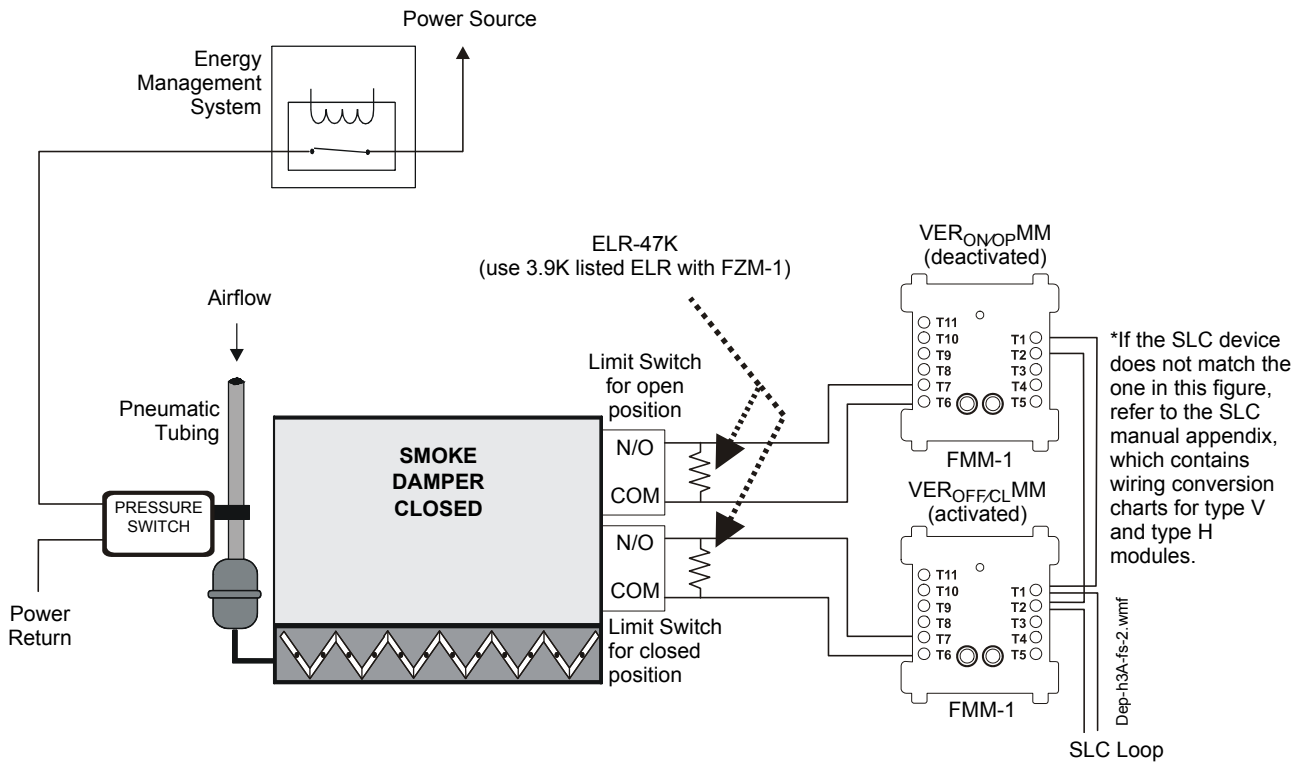 Power Source
Energy
Management
System
ELR-47K
(use 3.9K listed ELR with FZM-1)
VERON/OPMM
(deactivated)
Airflow
Pneumatic
Tubing
Limit Switch
for open
position
T11
T10
T9
T8
T7
T6
T1
T2
T3
T4
T5
FMM-1
*If the SLC device
does not match the
one in this figure,
refer to the SLC
manual appendix,
which contains
wiring conversion
charts for type V
and type H
modules.
SMOKE
DAMPER
CLOSED
N/O
COM
N/O
COM
PRESSURE
SWITCH
VEROFF/CLMM
(activated)
T11
T10
T9
T8
T7
T6
T1
T2
T3
T4
T5
FMM-1
Power
Return
Limit Switch
for closed
position
Dep-h3A-fs-2.wmf
SLC Loop